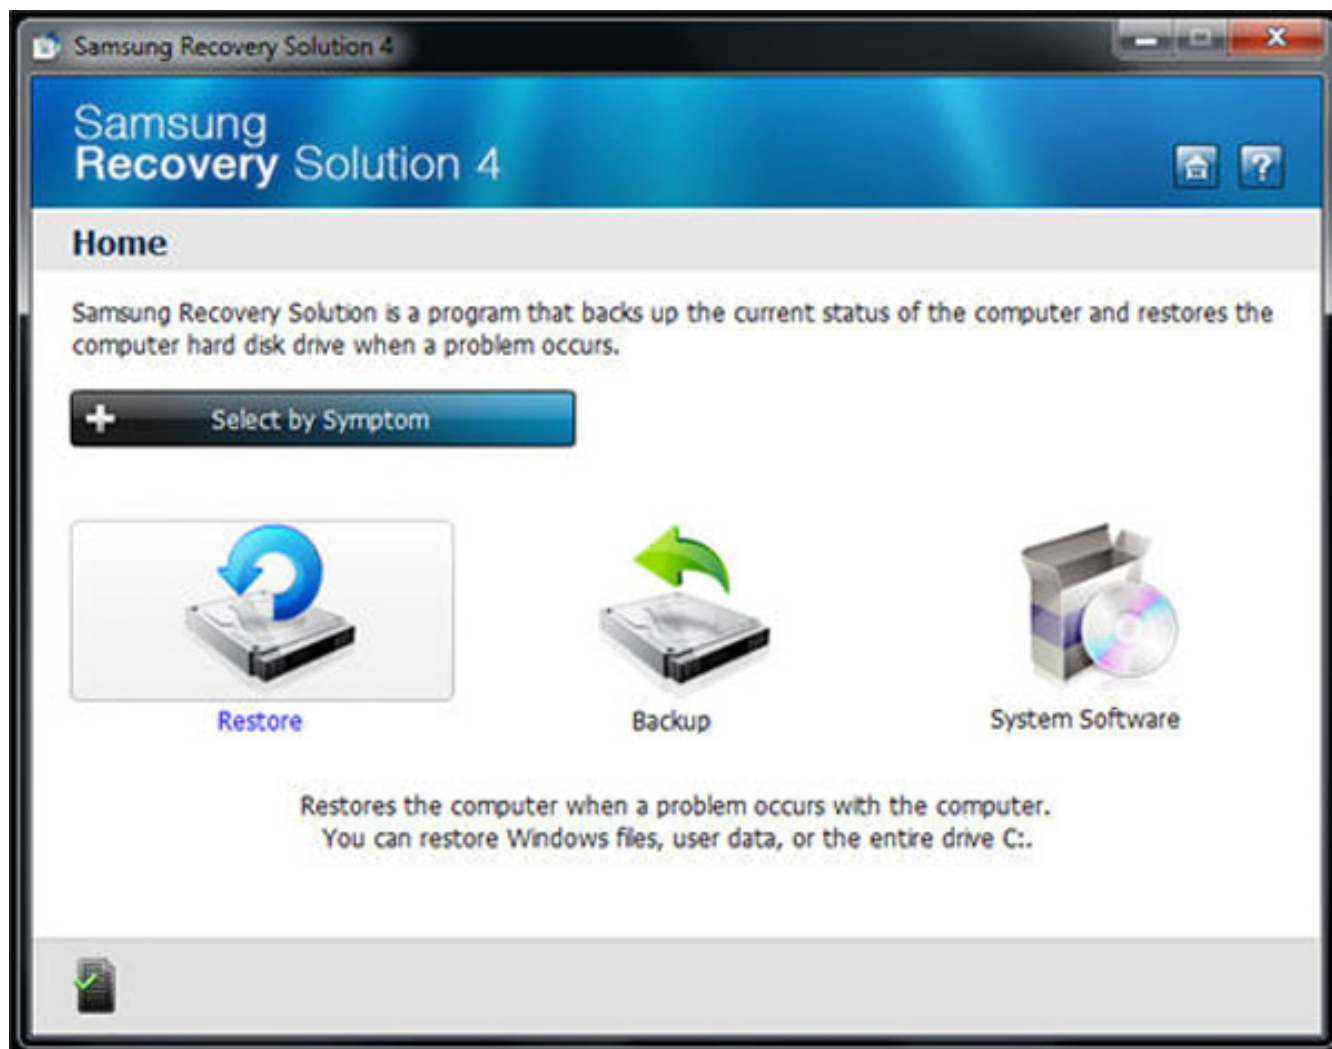 Samsung Recovery Solution 4
Samsung
Recovery Solution 4
Home
Samsung Recovery Solution is a program that backs up the current status of the computer and restores the
computer hard disk drive when a problem occurs.
Select by Symptom
Restore
Backup
System Software
Restores the computer when a problem occurs with the computer.
You can restore Windows files, user data, or the entire drive C:.